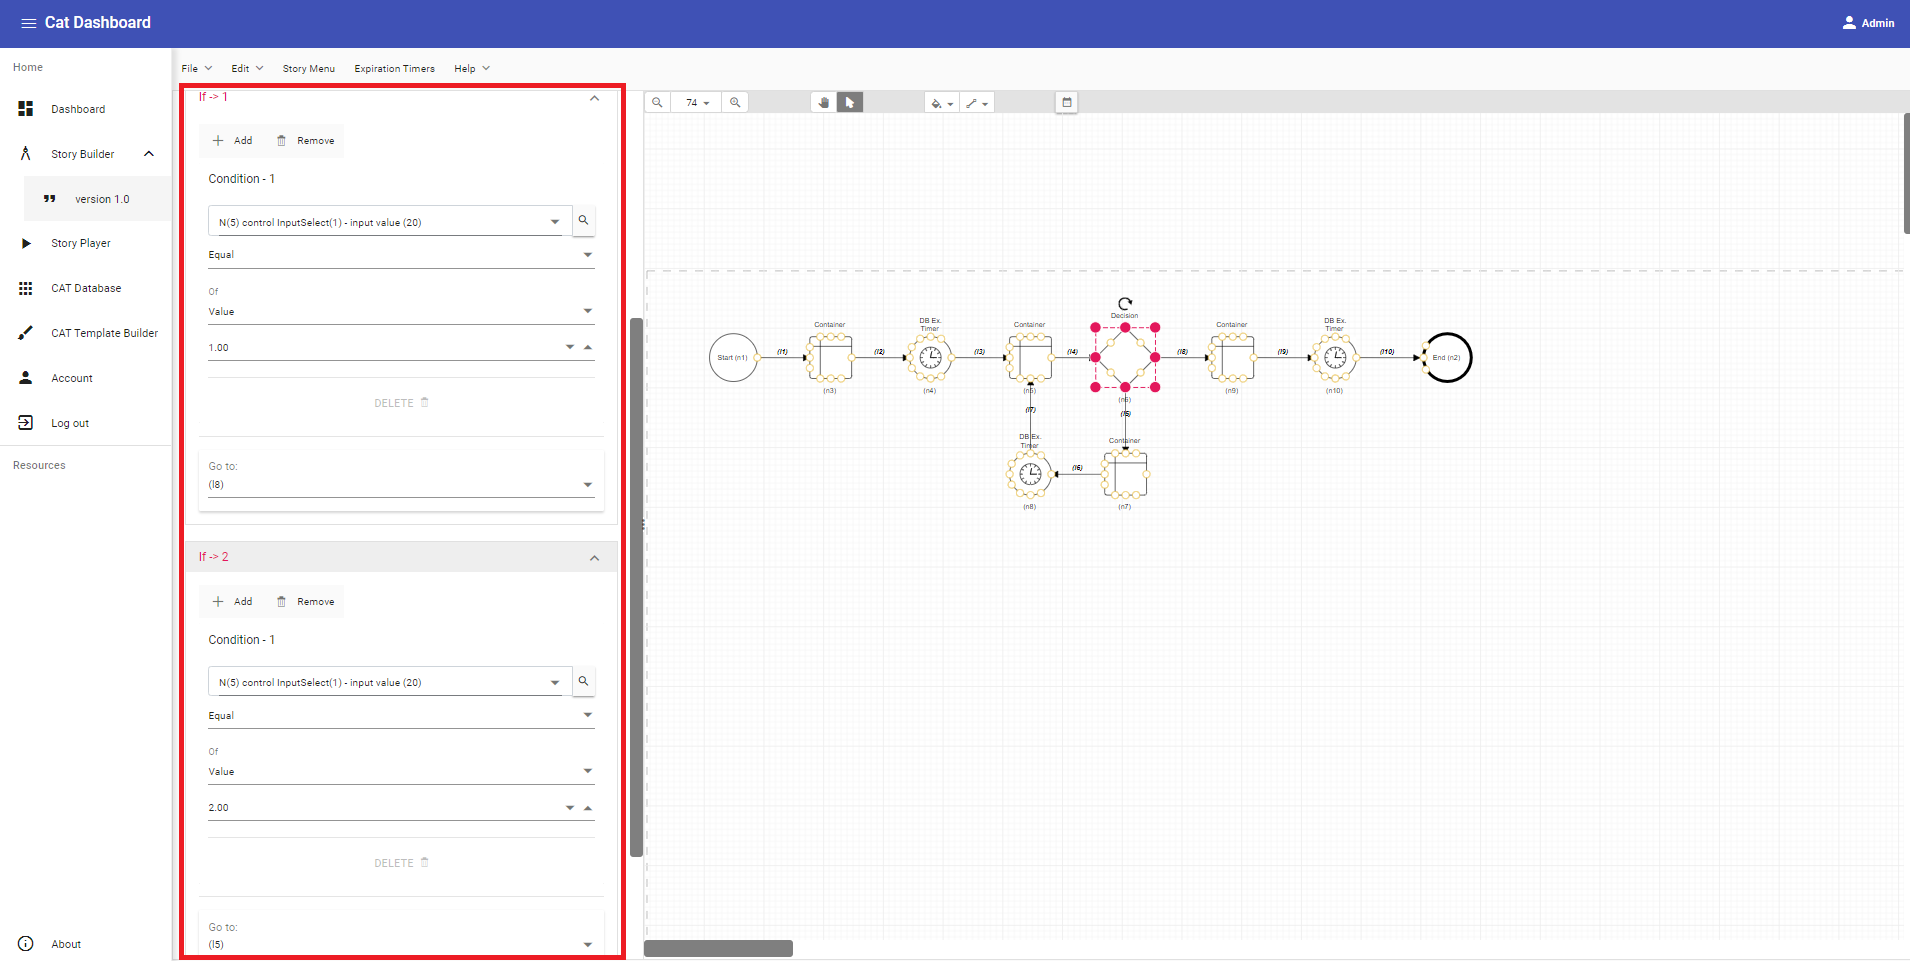 Cat Dashboard
Admin
Home
Dashboard
Story Builder
version 1.0
Story Player
CAT Database
CAT Template Builder
Account
Log out
Resources
About
File
Edit
Story Menu
Expiration Timers
Help
If -> 1
Add
Remove
Condition - 1
N(5) control InputSelect(1) - input value (20)
Equal
Of
Value
1.00
DELETE
Go to:
(l8)
If -> 2
Add
Remove
Condition - 1
N(5) control InputSelect(1) - input value (20)
Equal
Of
Value
2.00
DELETE
Go to:
(l5)
74
Start (n1)
(l1)
Container
(n3)
(l2)
DB Ex.
Timer
(n4)
(l3)
Container
(n5)
(l4)
Decision
(n6)
(l8)
Container
(n9)
(l9)
DB Ex.
Timer
(n10)
(l10)
End (n2)
(l7)
(l5)
DB Ex.
Timer
(n8)
(l6)
Container
(n7)